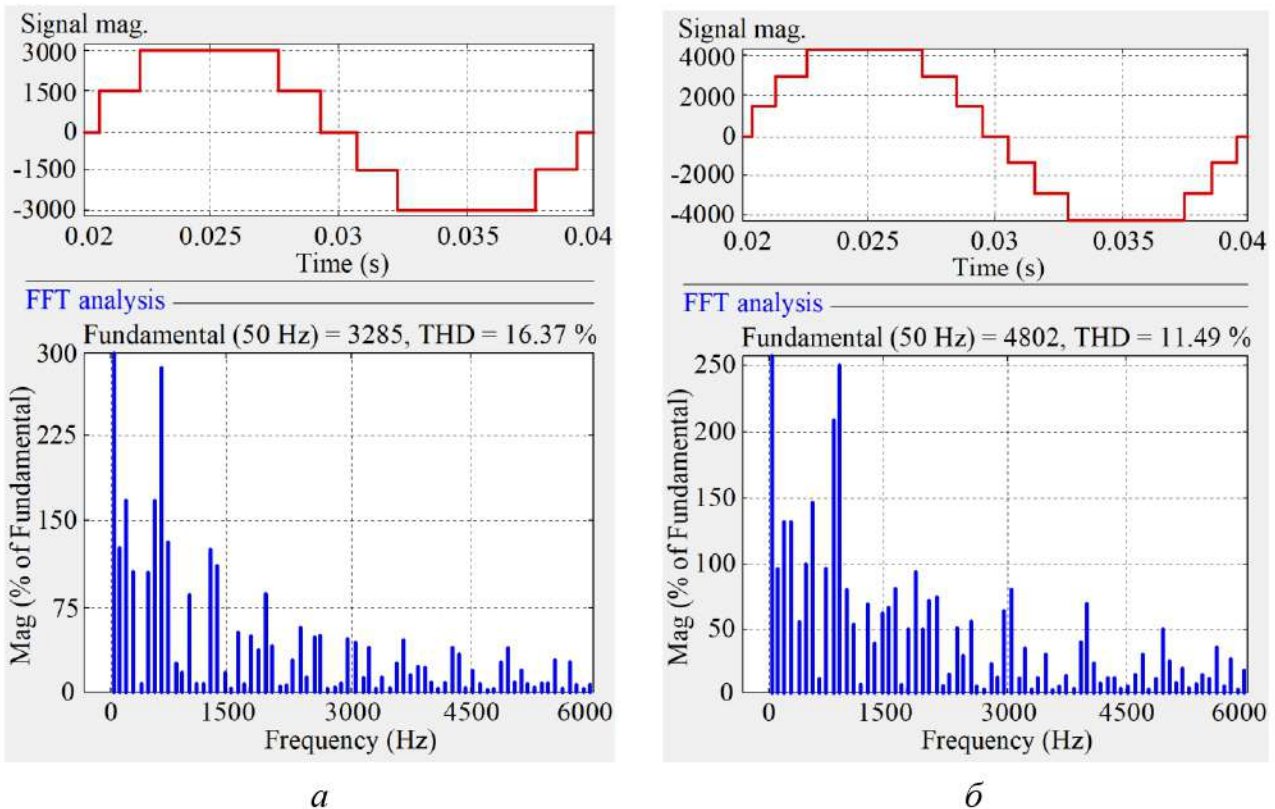 Signal mag.
3000
1500
0
-1500
-3000
0.02 0.025 0.03 0.035 0.04
Time (s)
FFT analysis
Fundamental (50 Hz) = 3285, THD = 16.37 %
Mag (% of Fundamental)
300
225
150
75
0
0 1500 3000 4500 6000
Frequency (Hz)
а
Signal mag.
4000
2000
0
-2000
-4000
0.02 0.025 0.03 0.035 0.04
Time (s)
FFT analysis
Fundamental (50 Hz) = 4802, THD = 11.49 %
Mag (% of Fundamental)
250
200
150
100
50
0
0 1500 3000 4500 6000
Frequency (Hz)
б